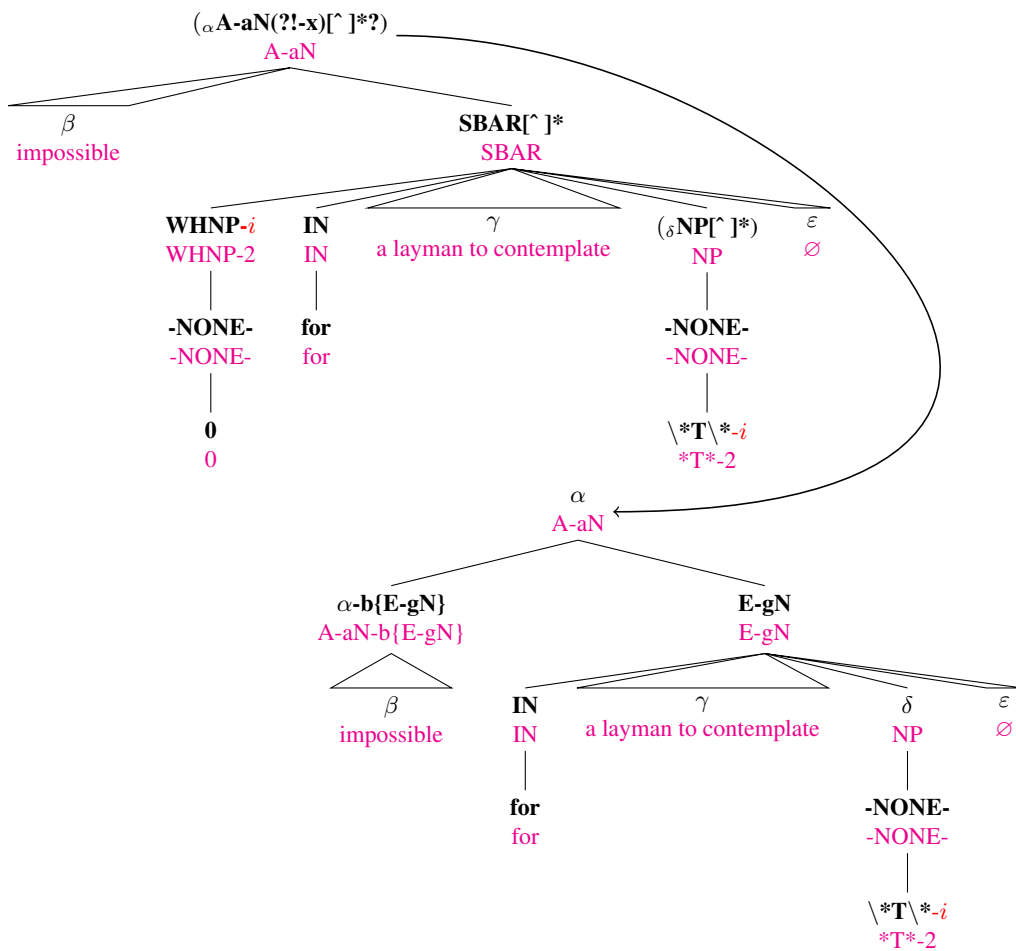 (αA-aN(?!-x)[^ ]*?)
A-aN
β
impossible
SBAR[^ ]*
SBAR
WHNP-i IN γ (δNP[^ ]*) ε
WHNP-2 IN a layman to contemplate NP ∅
-NONE- for -NONE-
-NONE- for -NONE-
0 \*T\*-i
0 *T*-2
α
A-aN
α-b{E-gN} E-gN
A-aN-b{E-gN} E-gN
β IN γ δ ε
impossible IN a layman to contemplate NP ∅
for -NONE-
for -NONE-
\*T\*-i
*T*-2